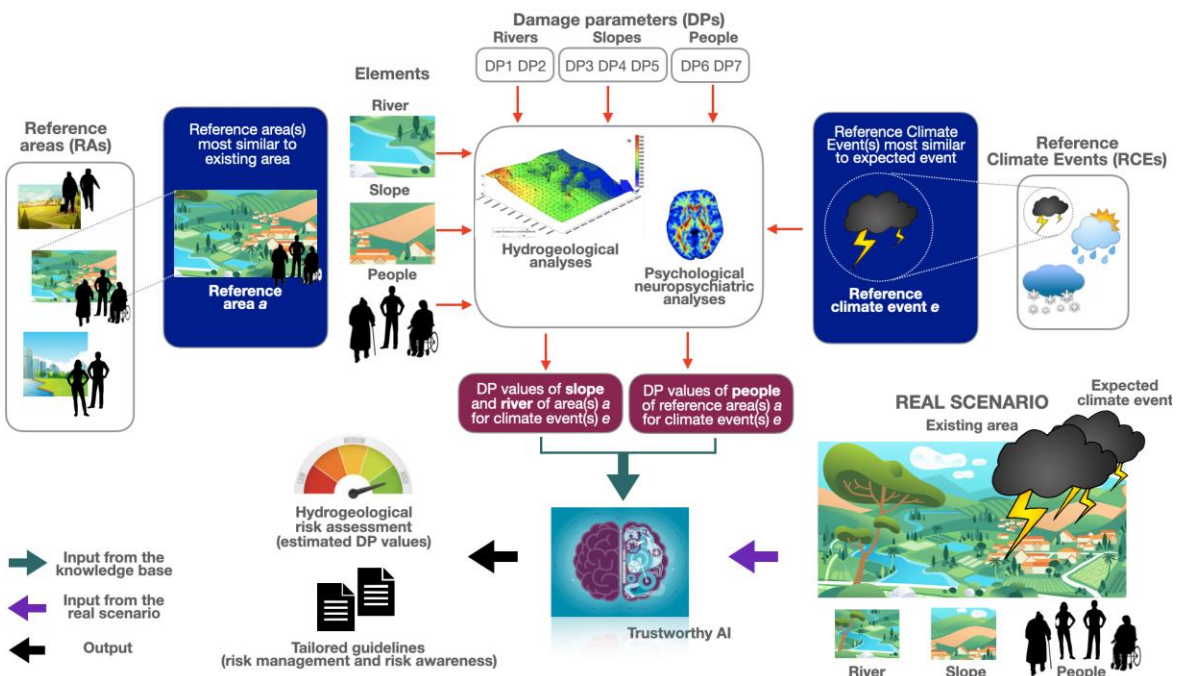 Damage parameters (DPs)
Rivers
Slopes
People
DP1 DP2
DP3 DP4 DP5
DP6 DP7
Elements
River
Slope
People
Reference
areas (RAs)
Reference area(s)
most similar to
existing area
Reference
area a
Hydrogeological
analyses
Psychological
neuropsychiatric
analyses
Reference Climate
Event(s) most similar
to expected event
Reference
climate event e
Reference
Climate Events (RCEs)
DP values of slope
and river of area(s) a
for climate event(s) e
DP values of people
of reference area(s) a
for climate event(s) e
REAL SCENARIO
Existing area
Expected
climate event
LOW
MEDIUM
HIGH
Hydrogeological
risk assessment
(estimated DP values)
Input from the
knowledge base
Input from the
real scenario
Output
Tailored guidelines
(risk management and risk awareness)
Trustworthy AI
River
Slope
People